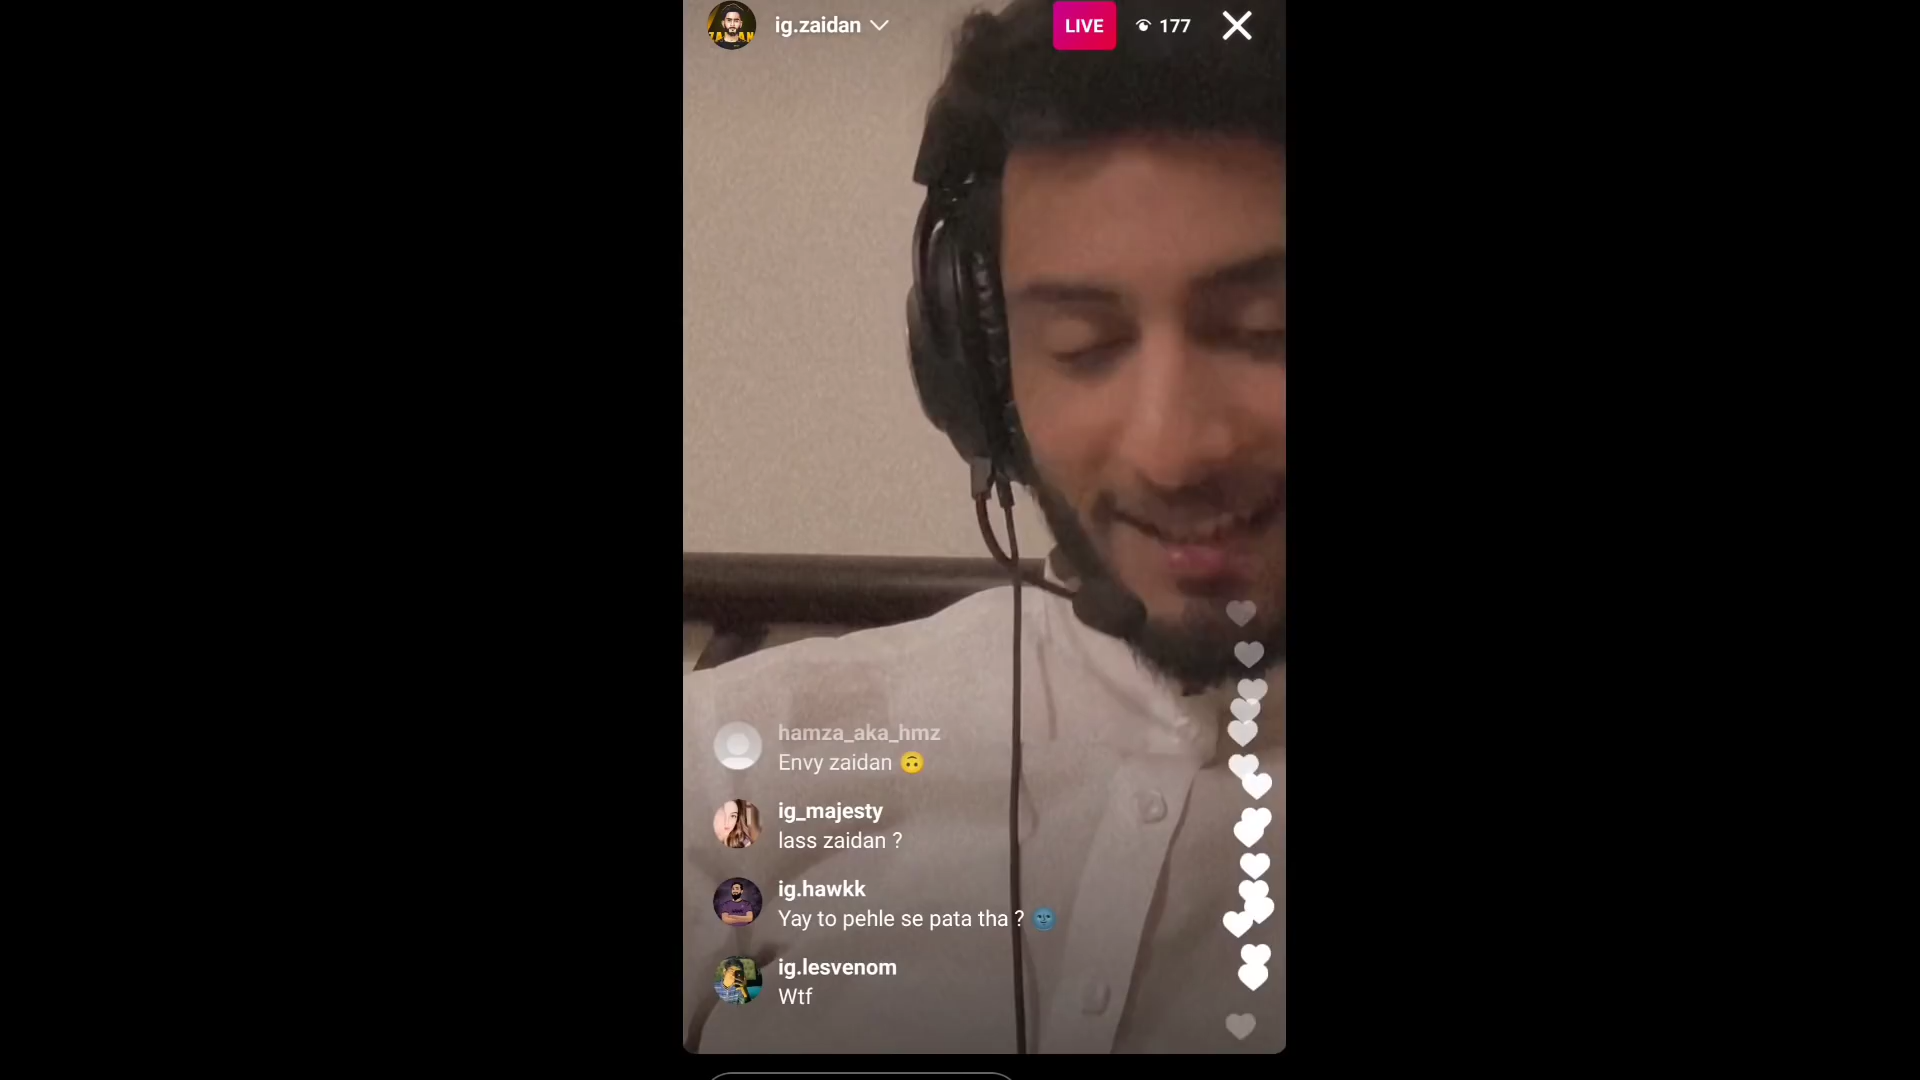 ig.zaidan
LIVE
177
hamza_aka_hmz
Envy zaidan 🙃
ig_majesty
lass zaidan ?
ig.hawkk
Yay to pehle se pata tha ? 🌚
ig.lesvenom
Wtf